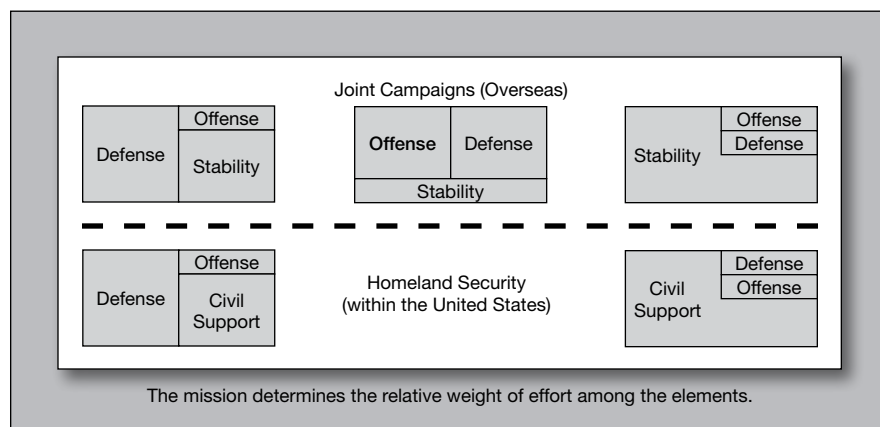 Joint Campaigns (Overseas)
Defense
Offense
Stability
Offense
Defense
Stability
Stability
Offense
Defense
Defense
Offense
Civil
Support
Homeland Security
(within the United States)
Civil
Support
Defense
Offense
The mission determines the relative weight of effort among the elements.